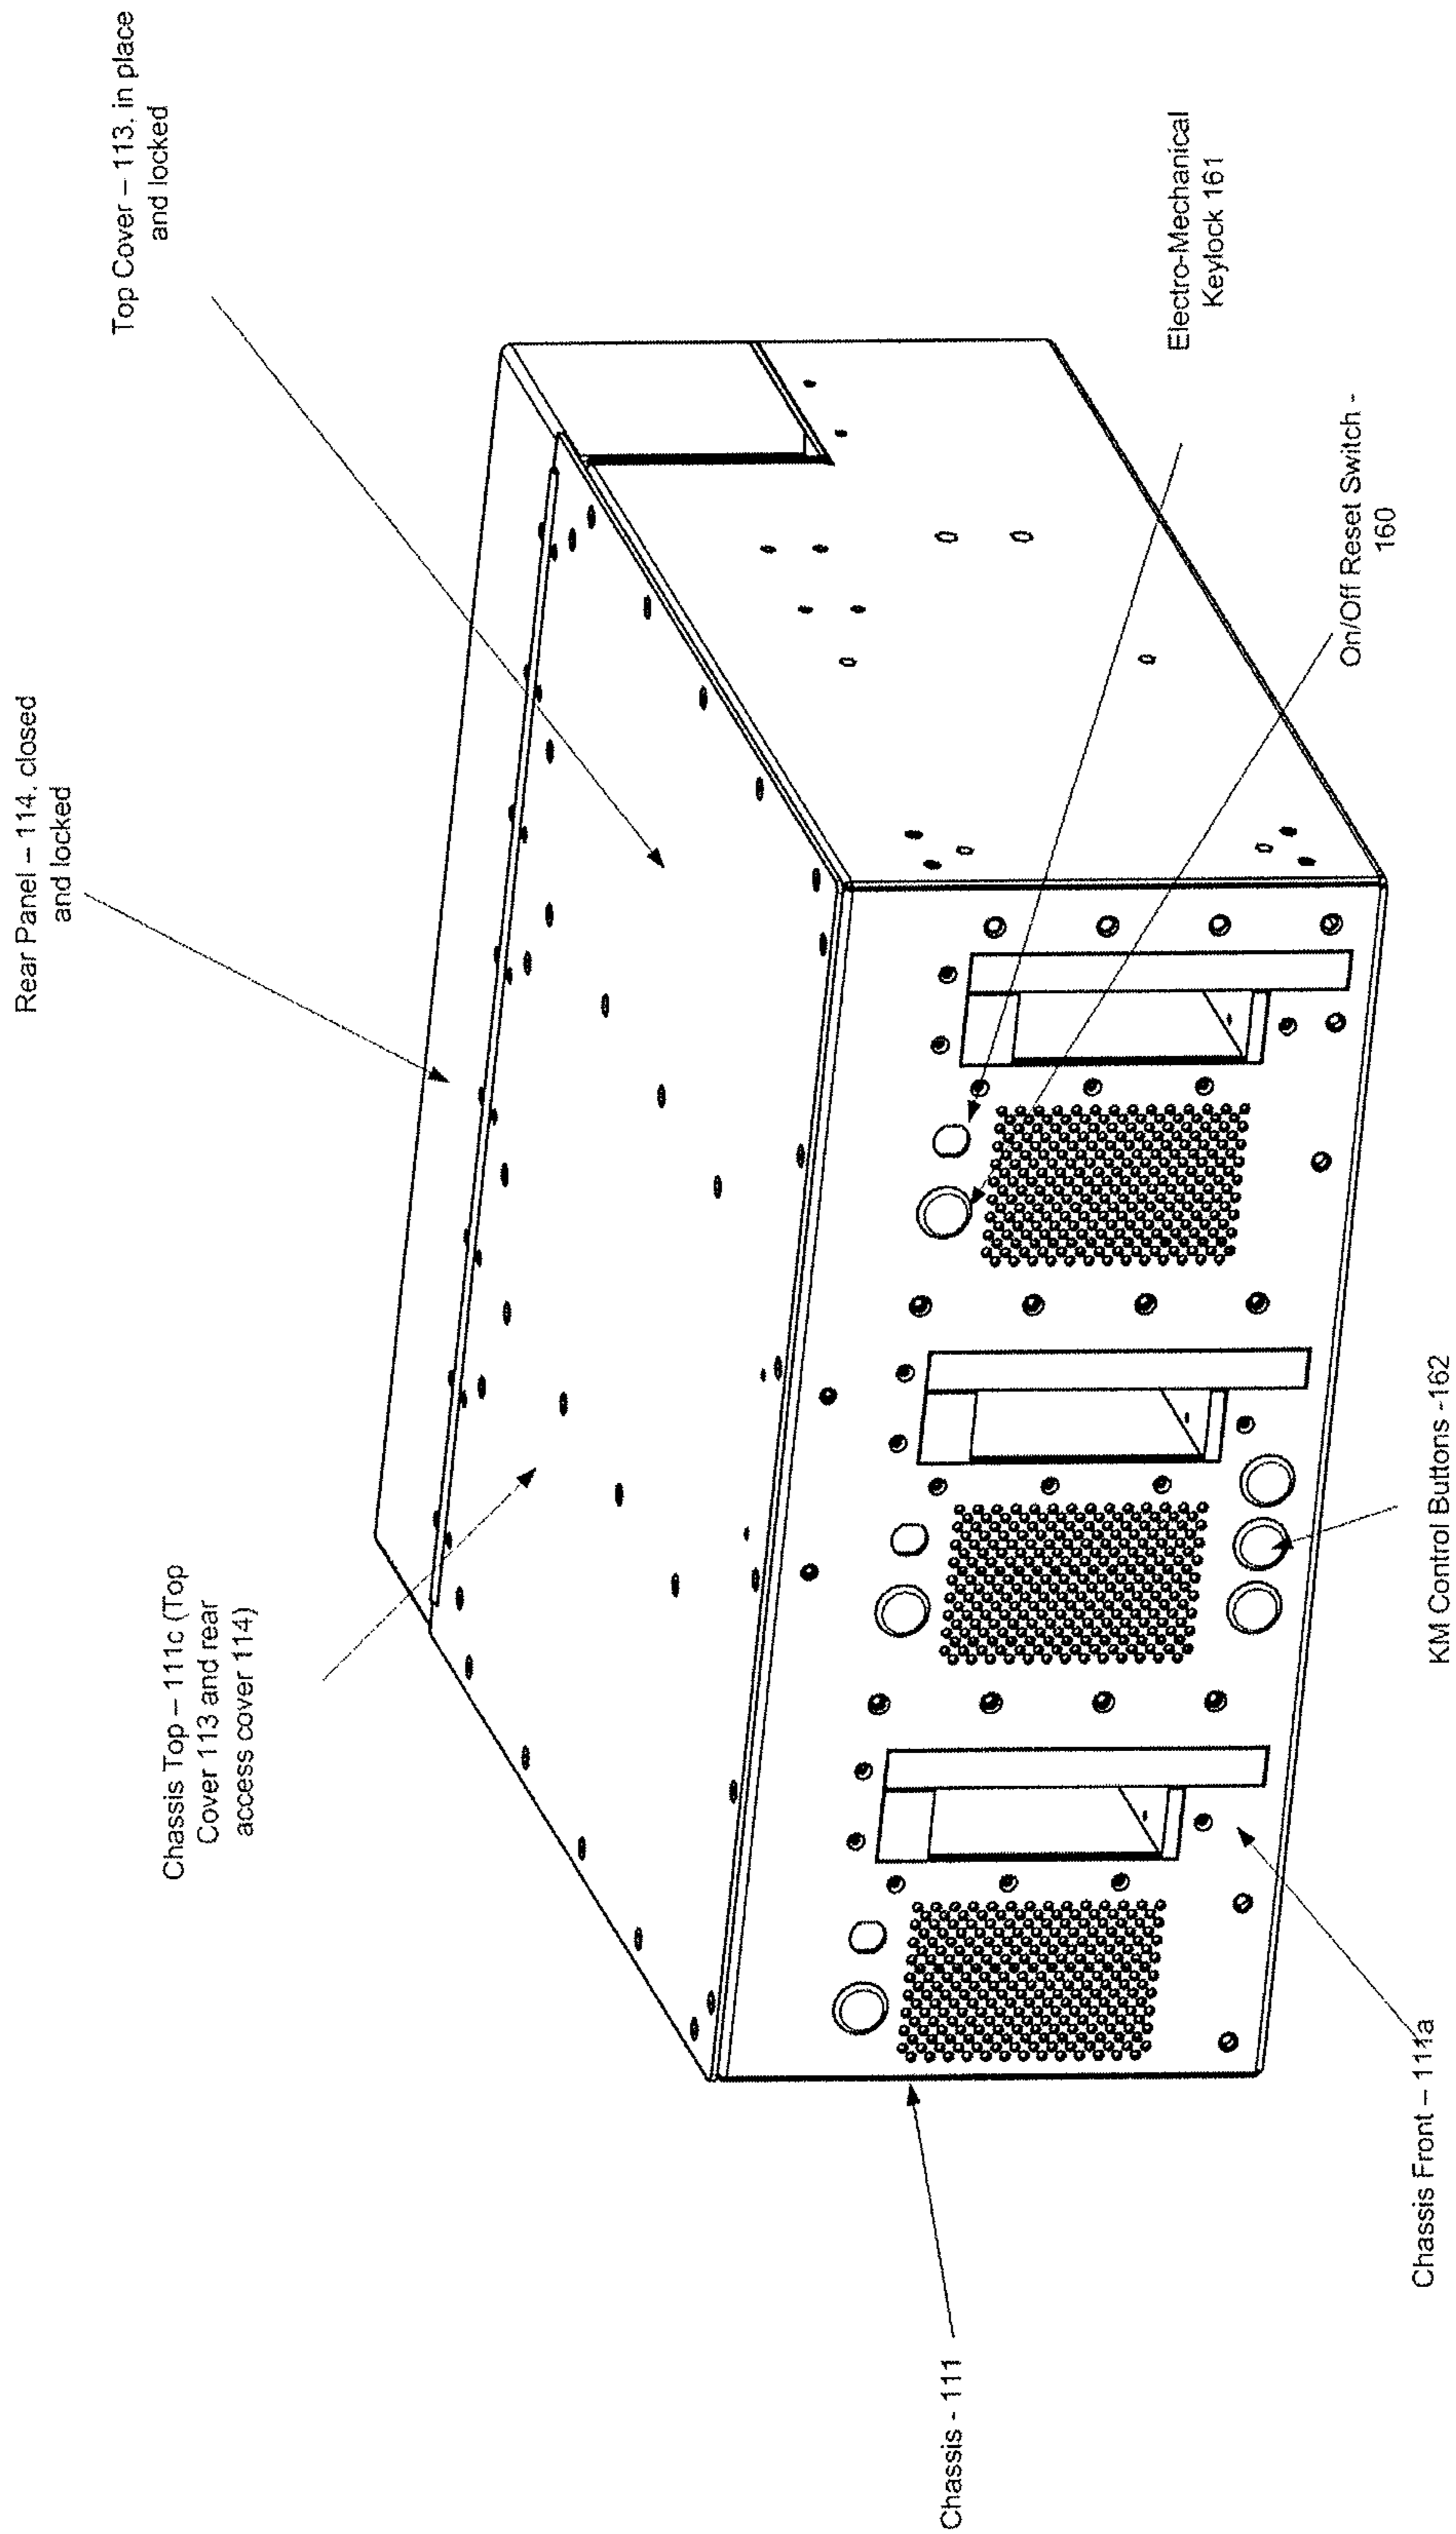 Rear Panel – 114, closed
and locked
Top Cover – 113, in place
and locked
Chassis Top – 111c (Top
Cover 113 and rear
access cover 114)
Electro-Mechanical
Keylock 161
On/Off Reset Switch -
160
Chassis - 111
Chassis Front – 111a
KM Control Buttons -162